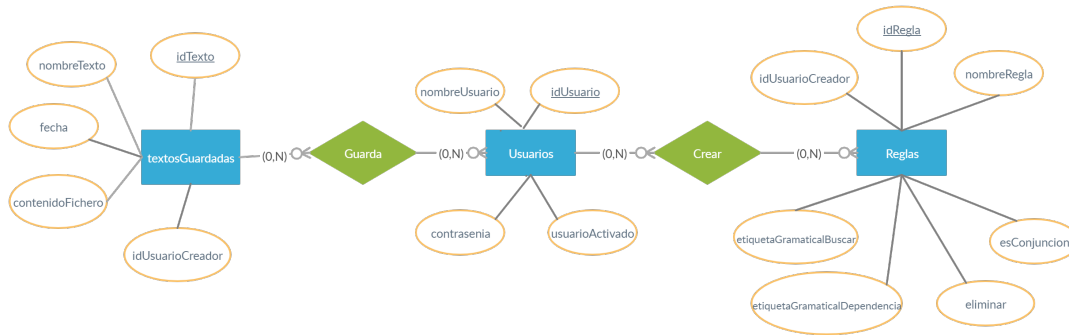 idTexto
nombreTexto
fecha
textosGuardadas
contenidoFichero
idUsuarioCreador
(0,N)
Guarda
(0,N)
nombreUsuario
idUsuario
Usuarios
contrasenia
usuarioActivado
(0,N)
Crear
(0,N)
idRegla
idUsuarioCreador
nombreRegla
Reglas
etiquetaGramaticalBuscar
esConjuncion
etiquetaGramaticalDependencia
eliminar